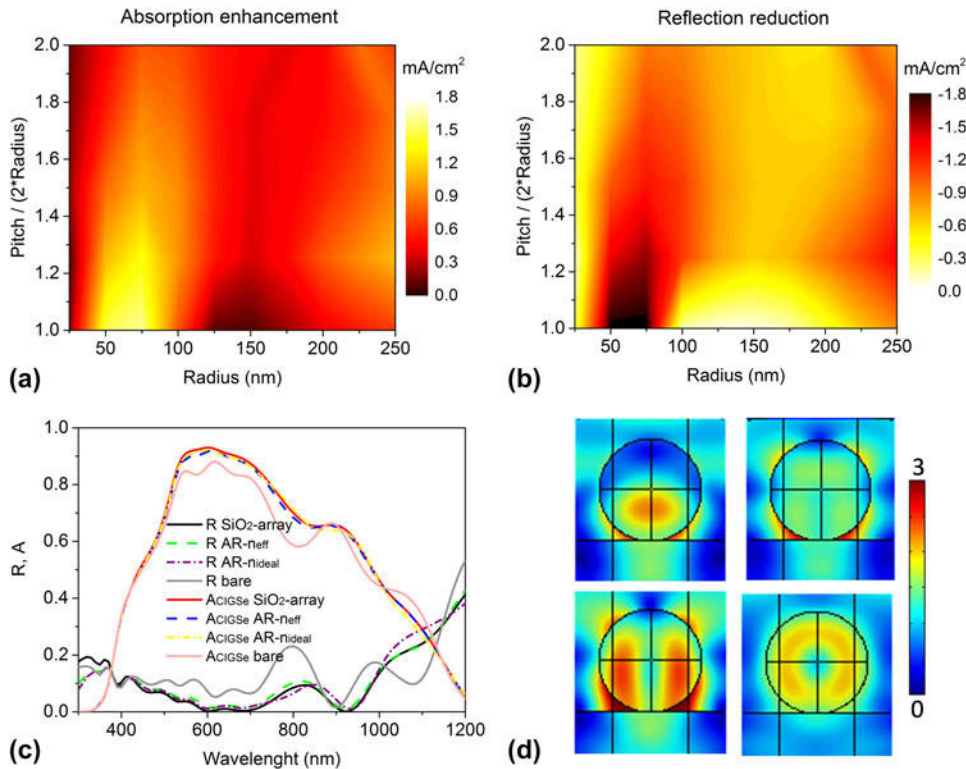 Absorption enhancement
Reflection reduction
mA/cm²
mA/cm²
2.0
1.8
1.6
1.4
1.2
1.0
Pitch / (2*Radius)
50
100
150
200
250
Radius (nm)
1.8
1.5
1.2
0.9
0.6
0.3
0.0
(a)
2.0
1.8
1.6
1.4
1.2
1.0
Pitch / (2*Radius)
50
100
150
200
250
Radius (nm)
-1.8
-1.5
-1.2
-0.9
-0.6
-0.3
0.0
(b)
1.0
0.8
0.6
0.4
0.2
0.0
R, A
R SiO₂-array
R AR-neff
R AR-nideal
R bare
ACIGSe SiO₂-array
ACIGSe AR-neff
ACIGSe AR-nideal
ACIGSe bare
400
600
800
1000
1200
Wavelenght (nm)
(c)
3
0
(d)